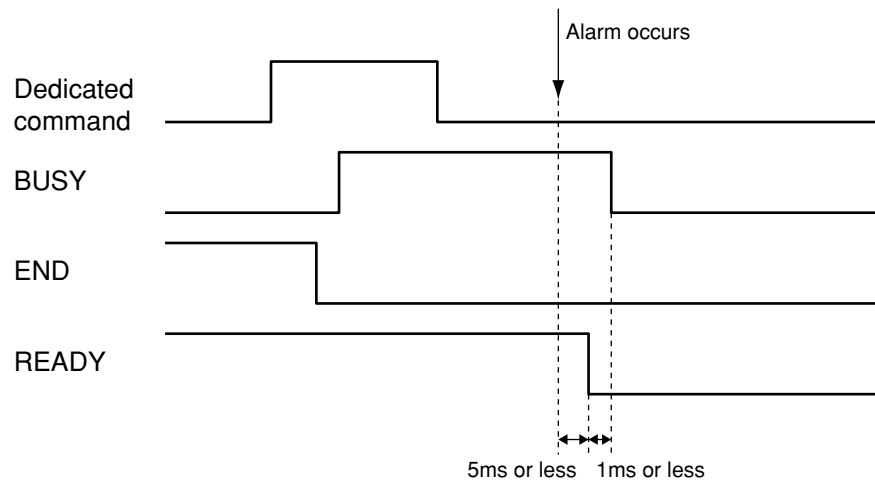 Alarm occurs
Dedicated
command
BUSY
END
READY
5ms or less
1ms or less